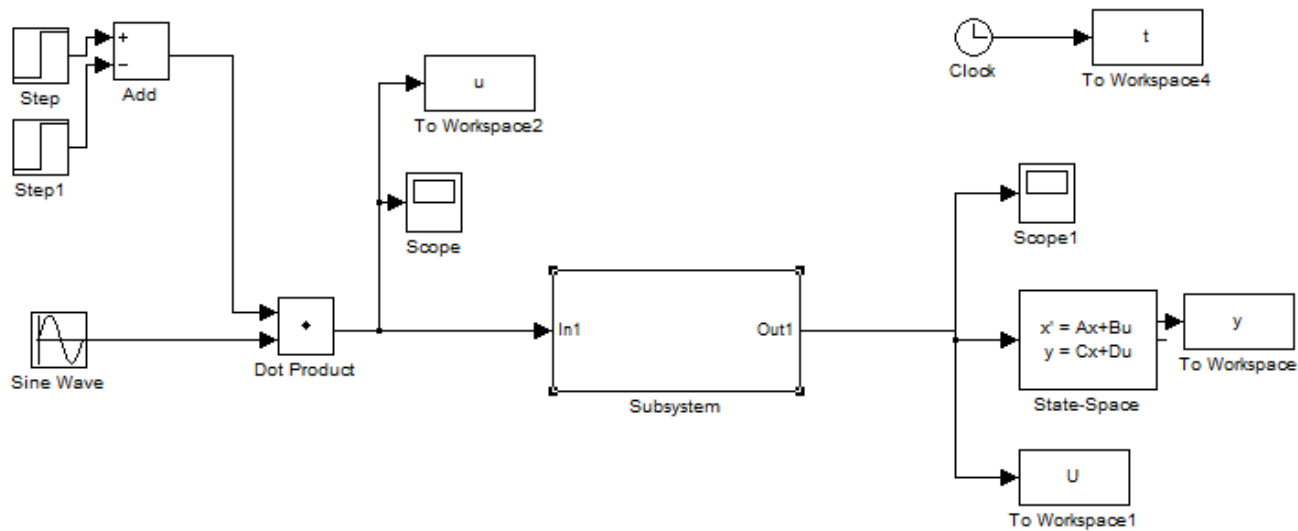 Step
+
−
Add
Step1
u
To Workspace2
Scope
Clock
t
To Workspace4
Scope1
Sine Wave
Dot Product
In1
Out1
Subsystem
x' = Ax+Bu
y = Cx+Du
State-Space
y
To Workspace
U
To Workspace1